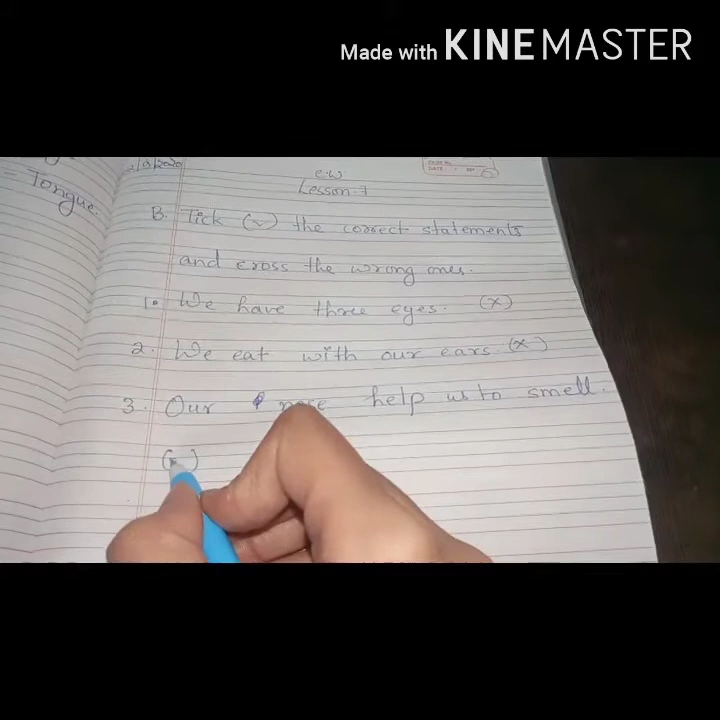 Made with KINEMASTER
= Tongue.
C.W
Lesson-7
B. Tick (✓) the correct statements
and cross the wrong ones.
1. We have three eyes. (x)
2. We eat with our ears. (x)
3. Our nose help us to smell.